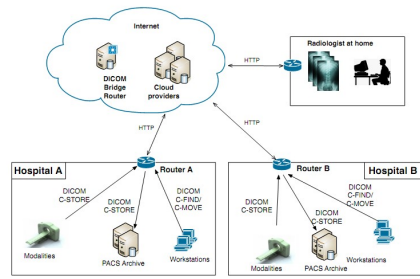 Internet
DICOM
Bridge
Router
Cloud
providers
HTTP
Radiologist at home
HTTP
HTTP
Hospital A
Router A
DICOM
C-STORE
DICOM
C-STORE
DICOM
C-FIND/
C-MOVE
Modalities
PACS Archive
Workstations
Router B
Hospital B
DICOM
C-STORE
DICOM
C-STORE
DICOM
C-FIND/
C-MOVE
Modalities
PACS Archive
Workstations